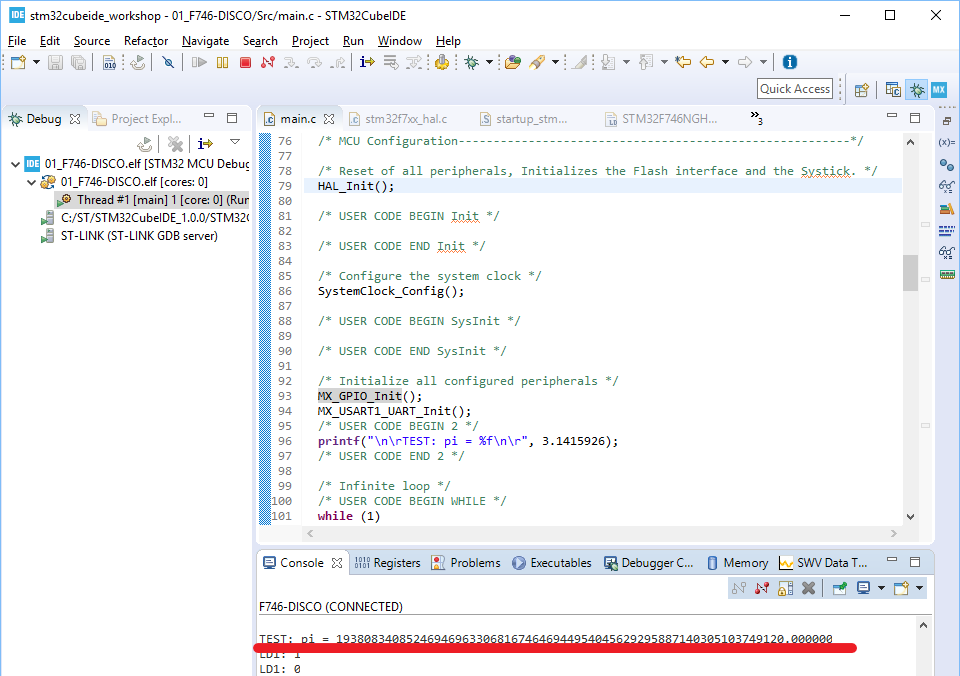 IDE stm32cubeide_workshop - 01_F746-DISCO/Src/main.c - STM32CubeIDE
File Edit Source Refactor Navigate Search Project Run Window Help
Quick Access
MX
Debug Project Expl...
main.c stm32f7xx_hal.c startup_stm... STM32F746NGH... »3
IDE 01_F746-DISCO.elf [STM32 MCU Debug
01_F746-DISCO.elf [cores: 0]
Thread #1 [main] 1 [core: 0] (Run
C:/ST/STM32CubeIDE_1.0.0/STM32C
ST-LINK (ST-LINK GDB server)
76 /* MCU Configuration--------------------------------------------------------*/
77
78 /* Reset of all peripherals, Initializes the Flash interface and the Systick. */
79 HAL_Init();
80
81 /* USER CODE BEGIN Init */
82
83 /* USER CODE END Init */
84
85 /* Configure the system clock */
86 SystemClock_Config();
87
88 /* USER CODE BEGIN SysInit */
89
90 /* USER CODE END SysInit */
91
92 /* Initialize all configured peripherals */
93 MX_GPIO_Init();
94 MX_USART1_UART_Init();
95 /* USER CODE BEGIN 2 */
96 printf("\n\rTEST: pi = %f\n\r", 3.1415926);
97 /* USER CODE END 2 */
98
99 /* Infinite loop */
100 /* USER CODE BEGIN WHILE */
101 while (1)
Console Registers Problems Executables Debugger C... Memory SWV Data T...
F746-DISCO (CONNECTED)
TEST: pi = 193808340852469469633068167464694495404562929588714030510374912​0.000000
LD1: 1
LD1: 0